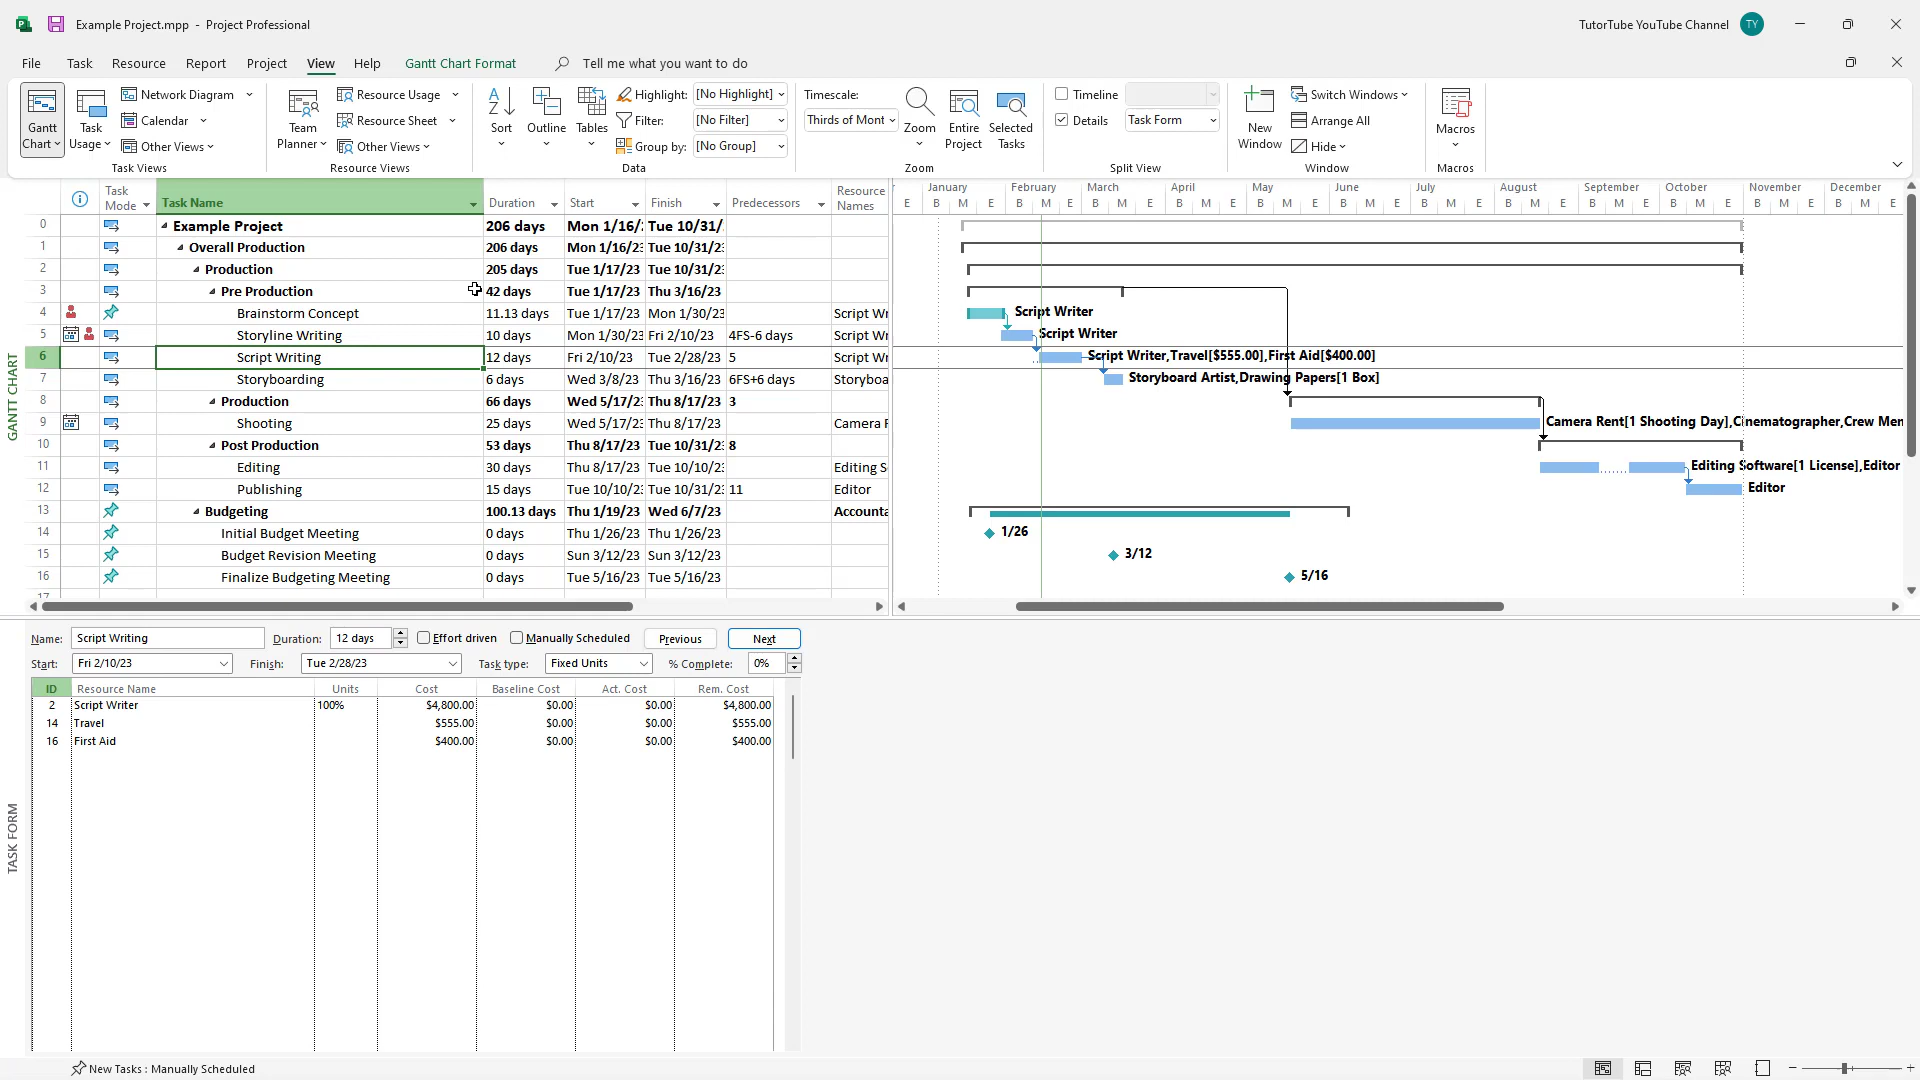 Example Project.mpp - Project Professional
TutorTube YouTube Channel TY
File Task Resource Report Project View Help Gantt Chart Format Tell me what you want to do
Gantt Chart
Task Usage
Network Diagram
Calendar
Other Views
Task Views
Team Planner
Resource Usage
Resource Sheet
Other Views
Resource Views
Sort
Outline
Tables
Highlight: [No Highlight]
Filter: [No Filter]
Group by: [No Group]
Data
Timescale:
Thirds of Mont
Zoom
Entire Project
Selected Tasks
Zoom
Timeline
Details Task Form
Split View
New Window
Switch Windows
Arrange All
Hide
Window
Macros
Macros
GANTT CHART
Task Mode Task Name Duration Start Finish Predecessors Resource Names
0 Example Project 206 days Mon 1/16/ Tue 10/31/
1 Overall Production 206 days Mon 1/16/2 Tue 10/31/2
2 Production 205 days Tue 1/17/23 Tue 10/31/2
3 Pre Production 42 days Tue 1/17/23 Thu 3/16/23
4 Brainstorm Concept 11.13 days Tue 1/17/23 Mon 1/30/2 Script Wr
5 Storyline Writing 10 days Mon 1/30/2 Fri 2/10/23 4FS-6 days Script Wr
6 Script Writing 12 days Fri 2/10/23 Tue 2/28/23 5 Script Wr
7 Storyboarding 6 days Wed 3/8/23 Thu 3/16/23 6FS+6 days Storyboa
8 Production 66 days Wed 5/17/2 Thu 8/17/23 3
9 Shooting 25 days Wed 5/17/2 Thu 8/17/23 Camera F
10 Post Production 53 days Thu 8/17/23 Tue 10/31/2 8
11 Editing 30 days Thu 8/17/23 Tue 10/10/2 Editing S
12 Publishing 15 days Tue 10/10/2 Tue 10/31/2 11 Editor
13 Budgeting 100.13 days Thu 1/19/23 Wed 6/7/23 Accounta
14 Initial Budget Meeting 0 days Thu 1/26/23 Thu 1/26/23
15 Budget Revision Meeting 0 days Sun 3/12/23 Sun 3/12/23
16 Finalize Budgeting Meeting 0 days Tue 5/16/23 Tue 5/16/23
17
January February March April May June July August September October November December
E B M E B M E B M E B M E B M E B M E B M E B M E B M E B M E B M E B M E
Script Writer
Script Writer
Script Writer,Travel[$555.00],First Aid[$400.00]
Storyboard Artist,Drawing Papers[1 Box]
Camera Rent[1 Shooting Day],Cinematographer,Crew Men
Editing Software[1 License],Editor
Editor
1/26
3/12
5/16
TASK FORM
Name: Script Writing Duration: 12 days Effort driven Manually Scheduled Previous Next
Start: Fri 2/10/23 Finish: Tue 2/28/23 Task type: Fixed Units % Complete: 0%
ID Resource Name Units Cost Baseline Cost Act. Cost Rem. Cost
2 Script Writer 100% $4,800.00 $0.00 $0.00 $4,800.00
14 Travel $555.00 $0.00 $0.00 $555.00
16 First Aid $400.00 $0.00 $0.00 $400.00
New Tasks : Manually Scheduled